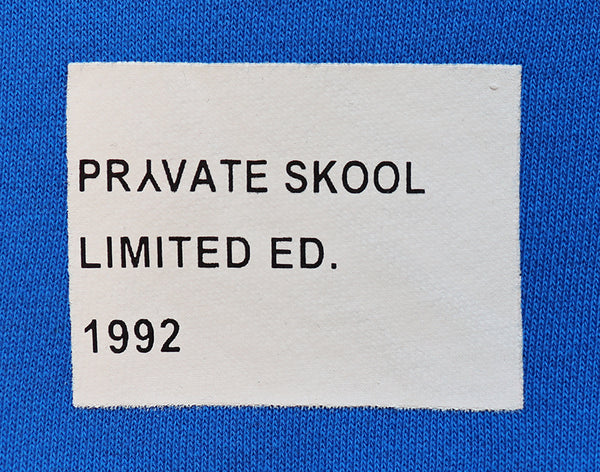 PR⅄VATE SKOOL
LIMITED ED.
1992